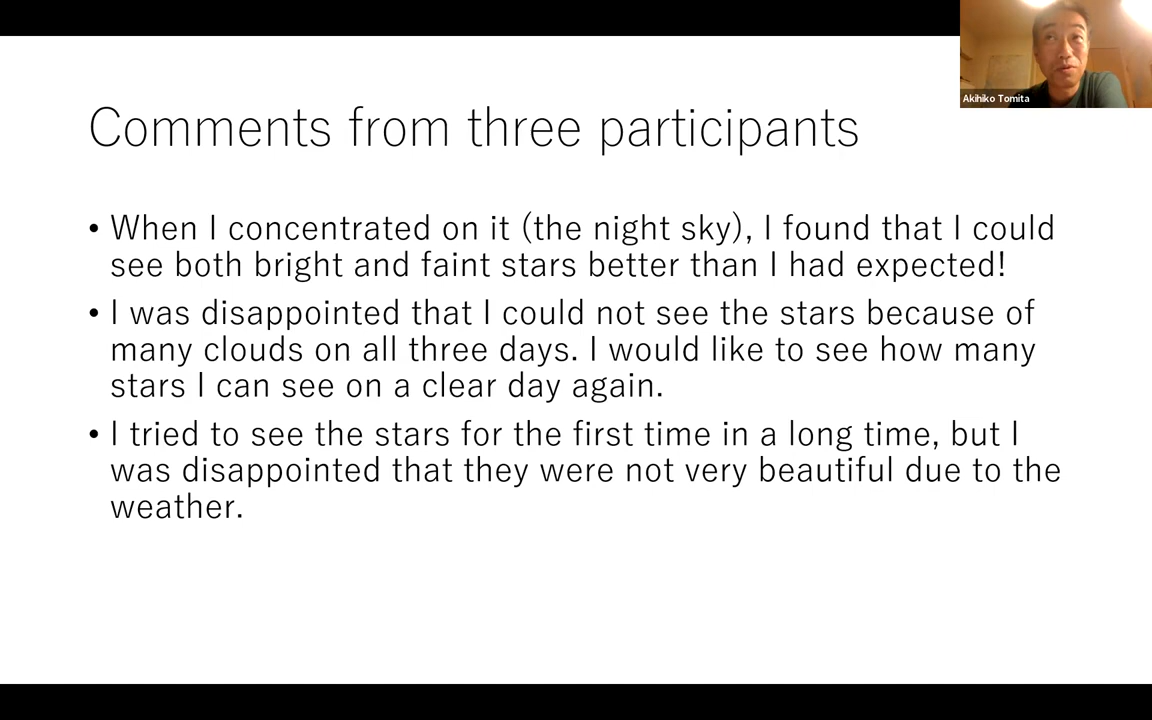 Akihiko Tomita
Comments from three participants
• When I concentrated on it (the night sky), I found that I could
see both bright and faint stars better than I had expected!
• I was disappointed that I could not see the stars because of
many clouds on all three days. I would like to see how many
stars I can see on a clear day again.
• I tried to see the stars for the first time in a long time, but I
was disappointed that they were not very beautiful due to the
weather.